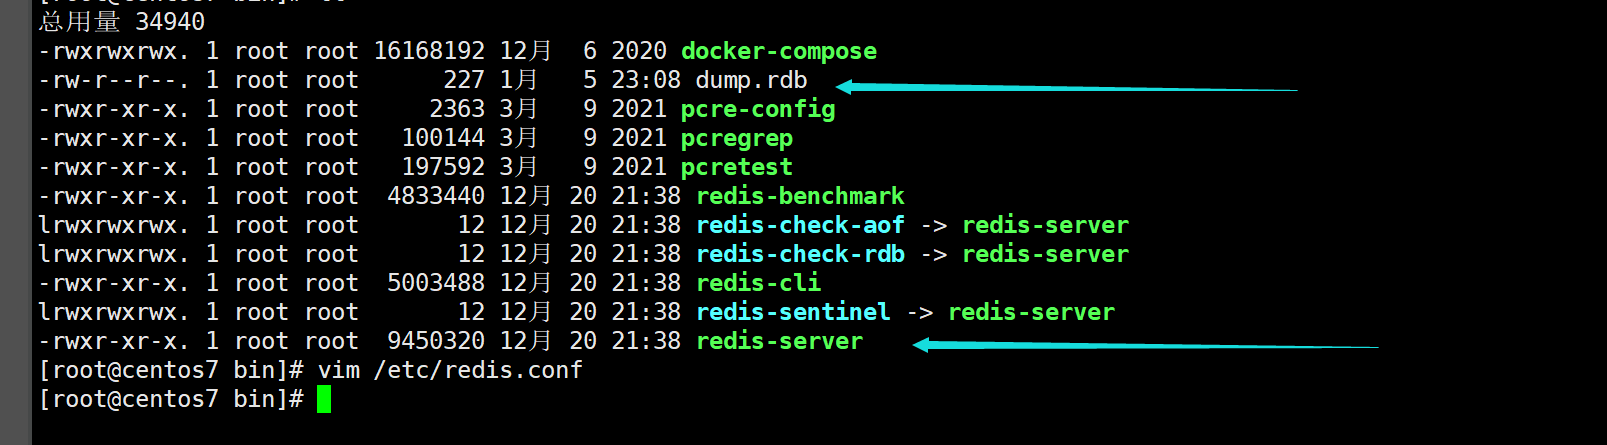 总用量 34940
-rwxrwxrwx. 1 root root 16168192 12月  6 2020 docker-compose
-rw-r--r--. 1 root root      227 1月   5 23:08 dump.rdb
-rwxr-xr-x. 1 root root     2363 3月   9 2021 pcre-config
-rwxr-xr-x. 1 root root   100144 3月   9 2021 pcregrep
-rwxr-xr-x. 1 root root   197592 3月   9 2021 pcretest
-rwxr-xr-x. 1 root root  4833440 12月 20 21:38 redis-benchmark
lrwxrwxrwx. 1 root root       12 12月 20 21:38 redis-check-aof -> redis-server
lrwxrwxrwx. 1 root root       12 12月 20 21:38 redis-check-rdb -> redis-server
-rwxr-xr-x. 1 root root  5003488 12月 20 21:38 redis-cli
lrwxrwxrwx. 1 root root       12 12月 20 21:38 redis-sentinel -> redis-server
-rwxr-xr-x. 1 root root  9450320 12月 20 21:38 redis-server
[root@centos7 bin]# vim /etc/redis.conf
[root@centos7 bin]#